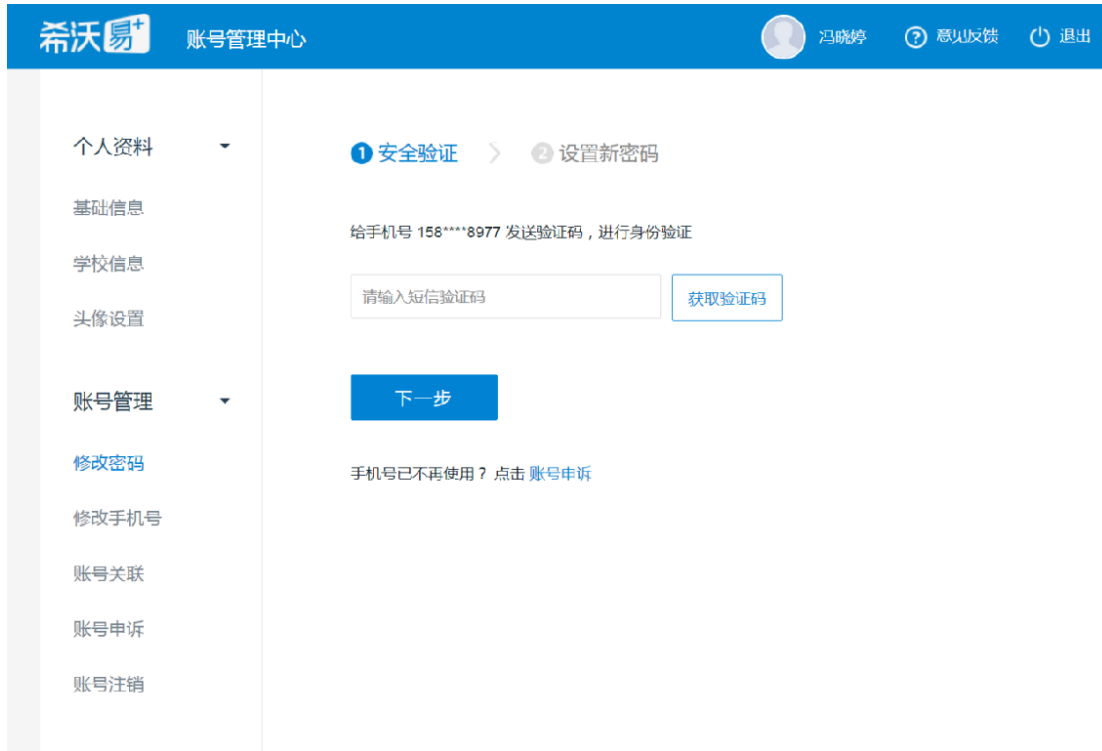 希沃易+ 账号管理中心 冯晓婷 ? 意见反馈 退出
个人资料
基础信息
学校信息
头像设置
账号管理
修改密码
修改手机号
账号关联
账号申诉
账号注销
1 安全验证 > 2 设置新密码
给手机号 158****8977 发送验证码，进行身份验证
请输入短信验证码 获取验证码
下一步
手机号已不再使用？点击 账号申诉